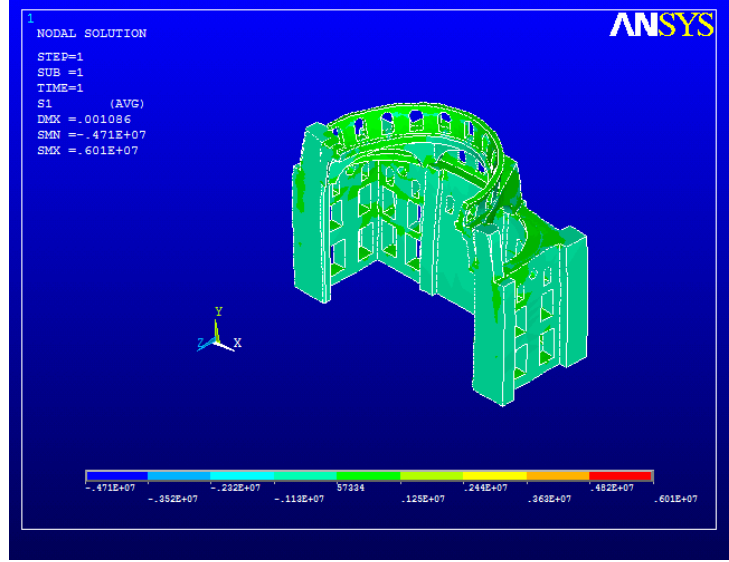 1
NODAL SOLUTION
ANSYS
STEP=1
SUB =1
TIME=1
S1 (AVG)
DMX =.001086
SMN =-.471E+07
SMX =.601E+07
Y
Z X
-.471E+07 -.232E+07 57334 .244E+07 .482E+07
-.352E+07 -.113E+07 .125E+07 .363E+07 .601E+07